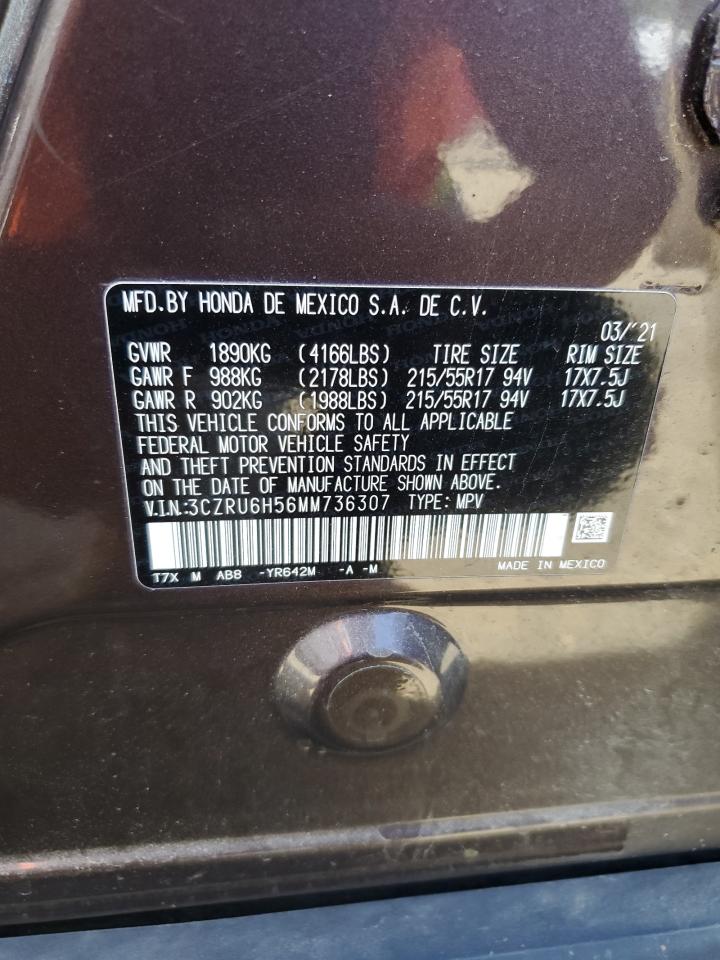 MFD.BY HONDA DE MEXICO S.A. DE C.V.
03/'21
GVWR 1890KG (4166LBS) TIRE SIZE RIM SIZE
GAWR F 988KG (2178LBS) 215/55R17 94V 17X7.5J
GAWR R 902KG (1988LBS) 215/55R17 94V 17X7.5J
THIS VEHICLE CONFORMS TO ALL APPLICABLE
FEDERAL MOTOR VEHICLE SAFETY
AND THEFT PREVENTION STANDARDS IN EFFECT
ON THE DATE OF MANUFACTURE SHOWN ABOVE.
V.I.N.:3CZRU6H56MM736307 TYPE: MPV
T7X M AB8 -YR642M -A -M MADE IN MEXICO